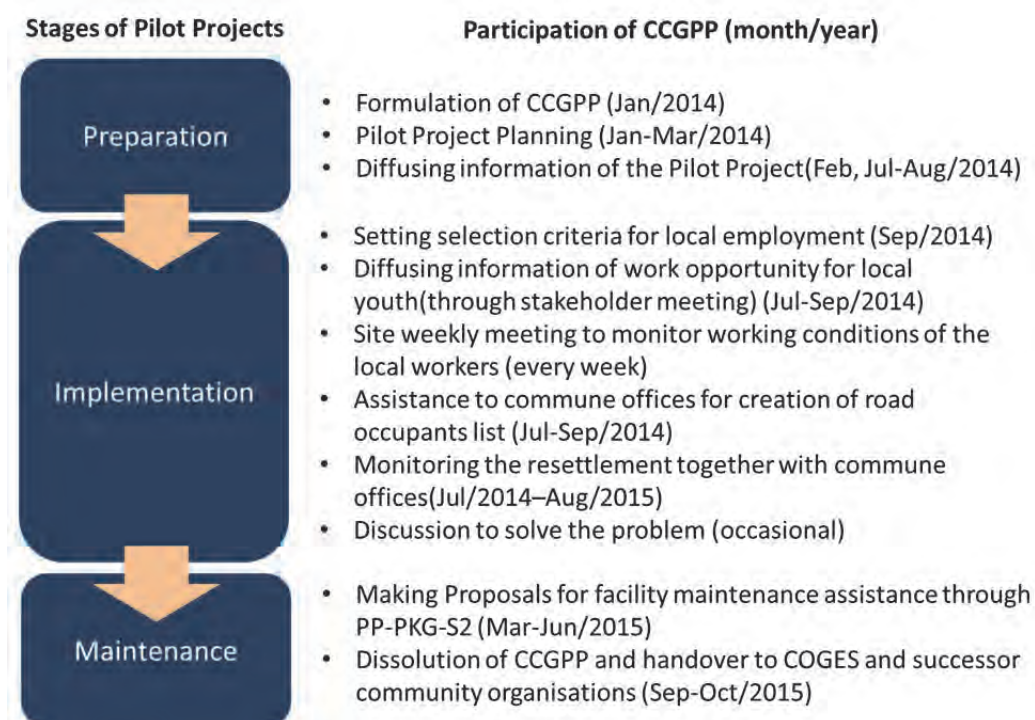 Stages of Pilot Projects
Participation of CCGPP (month/year)
Preparation
• Formulation of CCGPP (Jan/2014)
• Pilot Project Planning (Jan-Mar/2014)
• Diffusing information of the Pilot Project(Feb, Jul-Aug/2014)
Implementation
• Setting selection criteria for local employment (Sep/2014)
• Diffusing information of work opportunity for local
youth(through stakeholder meeting) (Jul-Sep/2014)
• Site weekly meeting to monitor working conditions of the
local workers (every week)
• Assistance to commune offices for creation of road
occupants list (Jul-Sep/2014)
• Monitoring the resettlement together with commune
offices(Jul/2014–Aug/2015)
• Discussion to solve the problem (occasional)
Maintenance
• Making Proposals for facility maintenance assistance through
PP-PKG-S2 (Mar-Jun/2015)
• Dissolution of CCGPP and handover to COGES and successor
community organisations (Sep-Oct/2015)